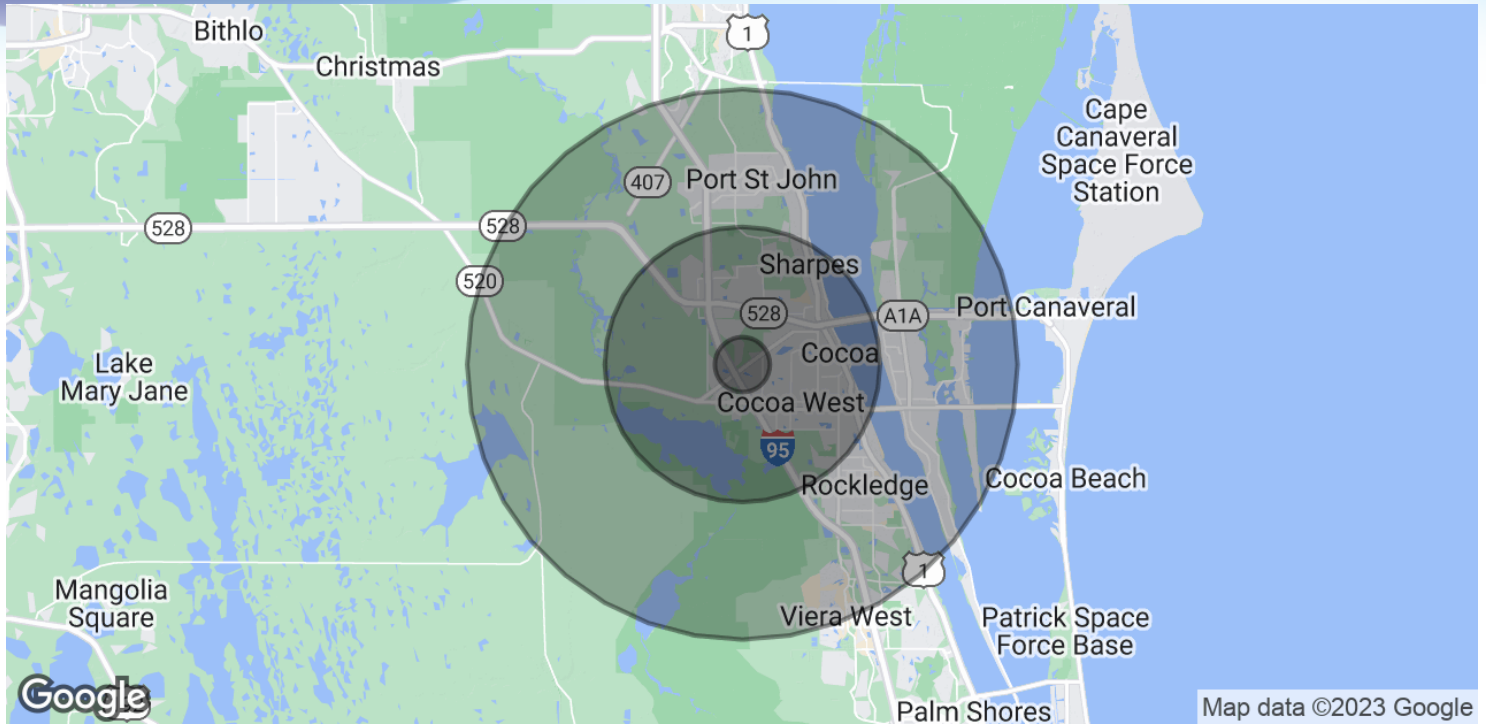 Bithlo
1
Christmas
Cape
Canaveral
Space Force
Station
407
Port St John
528
528
Sharpes
520
528
A1A
Port Canaveral
Lake
Mary Jane
Cocoa
Cocoa West
95
Rockledge
Cocoa Beach
1
Mangolia
Square
Viera West
Patrick Space
Force Base
Google
Palm Shores
Map data ©2023 Google